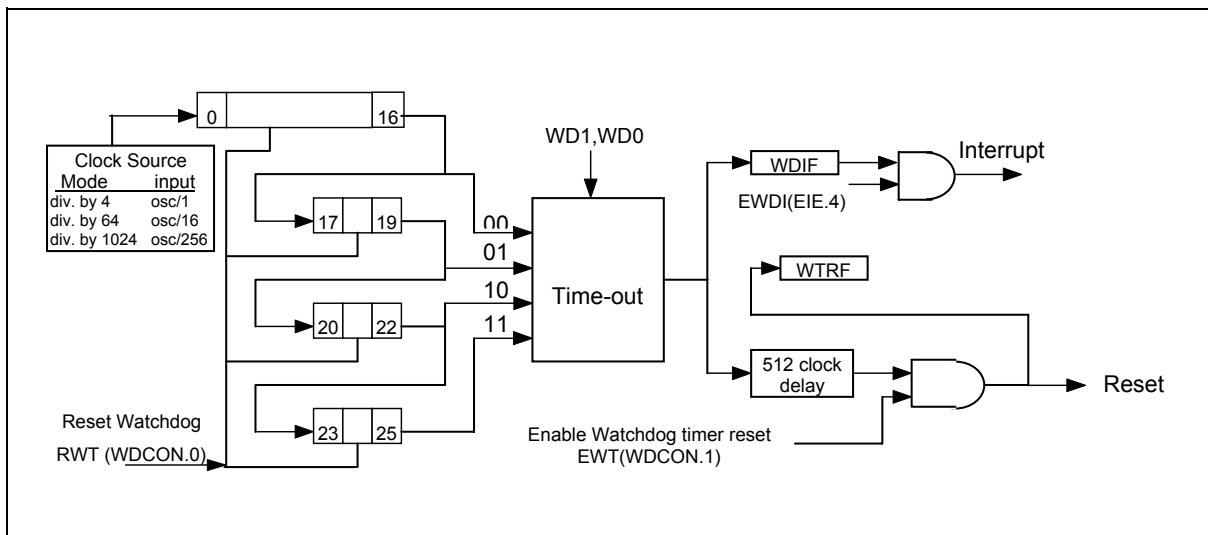 0 16
Clock Source
Mode input
div. by 4 osc/1
div. by 64 osc/16
div. by 1024 osc/256
17 19
20 22
23 25
Reset Watchdog
RWT (WDCON.0)
WD1,WD0
00
01
10
11
Time-out
WDIF
EWDI(EIE.4)
Interrupt
WTRF
512 clock
delay
Reset
Enable Watchdog timer reset
EWT(WDCON.1)